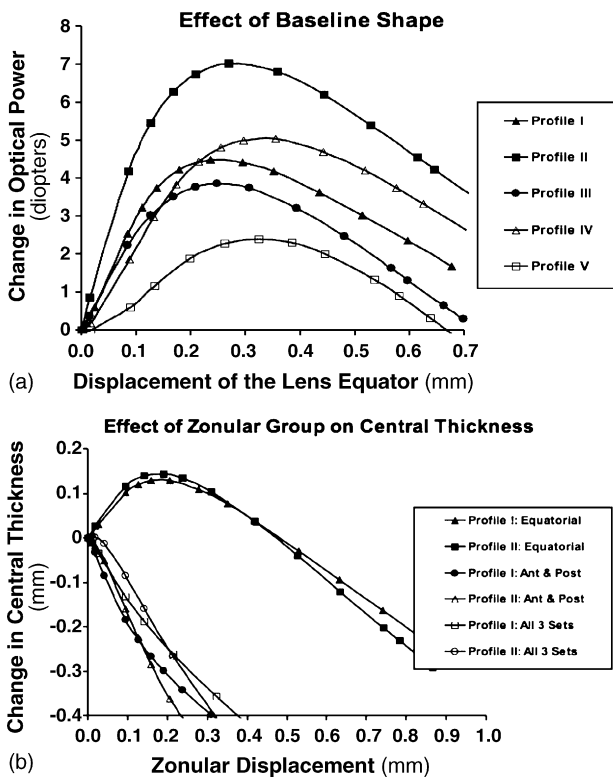 Effect of Baseline Shape
Change in Optical Power
(diopters)
8
7
6
5
4
3
2
1
0
0.0 0.1 0.2 0.3 0.4 0.5 0.6 0.7
Profile I
Profile II
Profile III
Profile IV
Profile V
(a) Displacement of the Lens Equator (mm)
Effect of Zonular Group on Central Thickness
Change in Central Thickness
(mm)
0.2
0.1
0
-0.1
-0.2
-0.3
-0.4
0.0 0.1 0.2 0.3 0.4 0.5 0.6 0.7 0.8 0.9 1.0
Profile I: Equatorial
Profile II: Equatorial
Profile I: Ant & Post
Profile II: Ant & Post
Profile I: All 3 Sets
Profile II: All 3 Sets
(b) Zonular Displacement (mm)